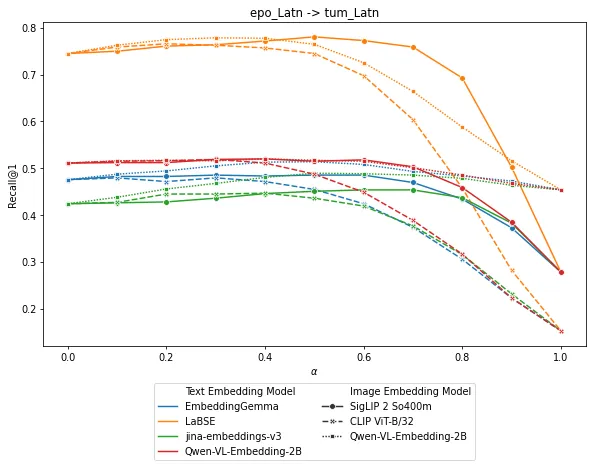 epo_Latn -> tum_Latn
Recall@1
0.8
0.7
0.6
0.5
0.4
0.3
0.2
0.0 0.2 0.4 0.6 0.8 1.0
α
Text Embedding Model
EmbeddingGemma
LaBSE
jina-embeddings-v3
Qwen-VL-Embedding-2B
Image Embedding Model
SigLIP 2 So400m
CLIP ViT-B/32
Qwen-VL-Embedding-2B